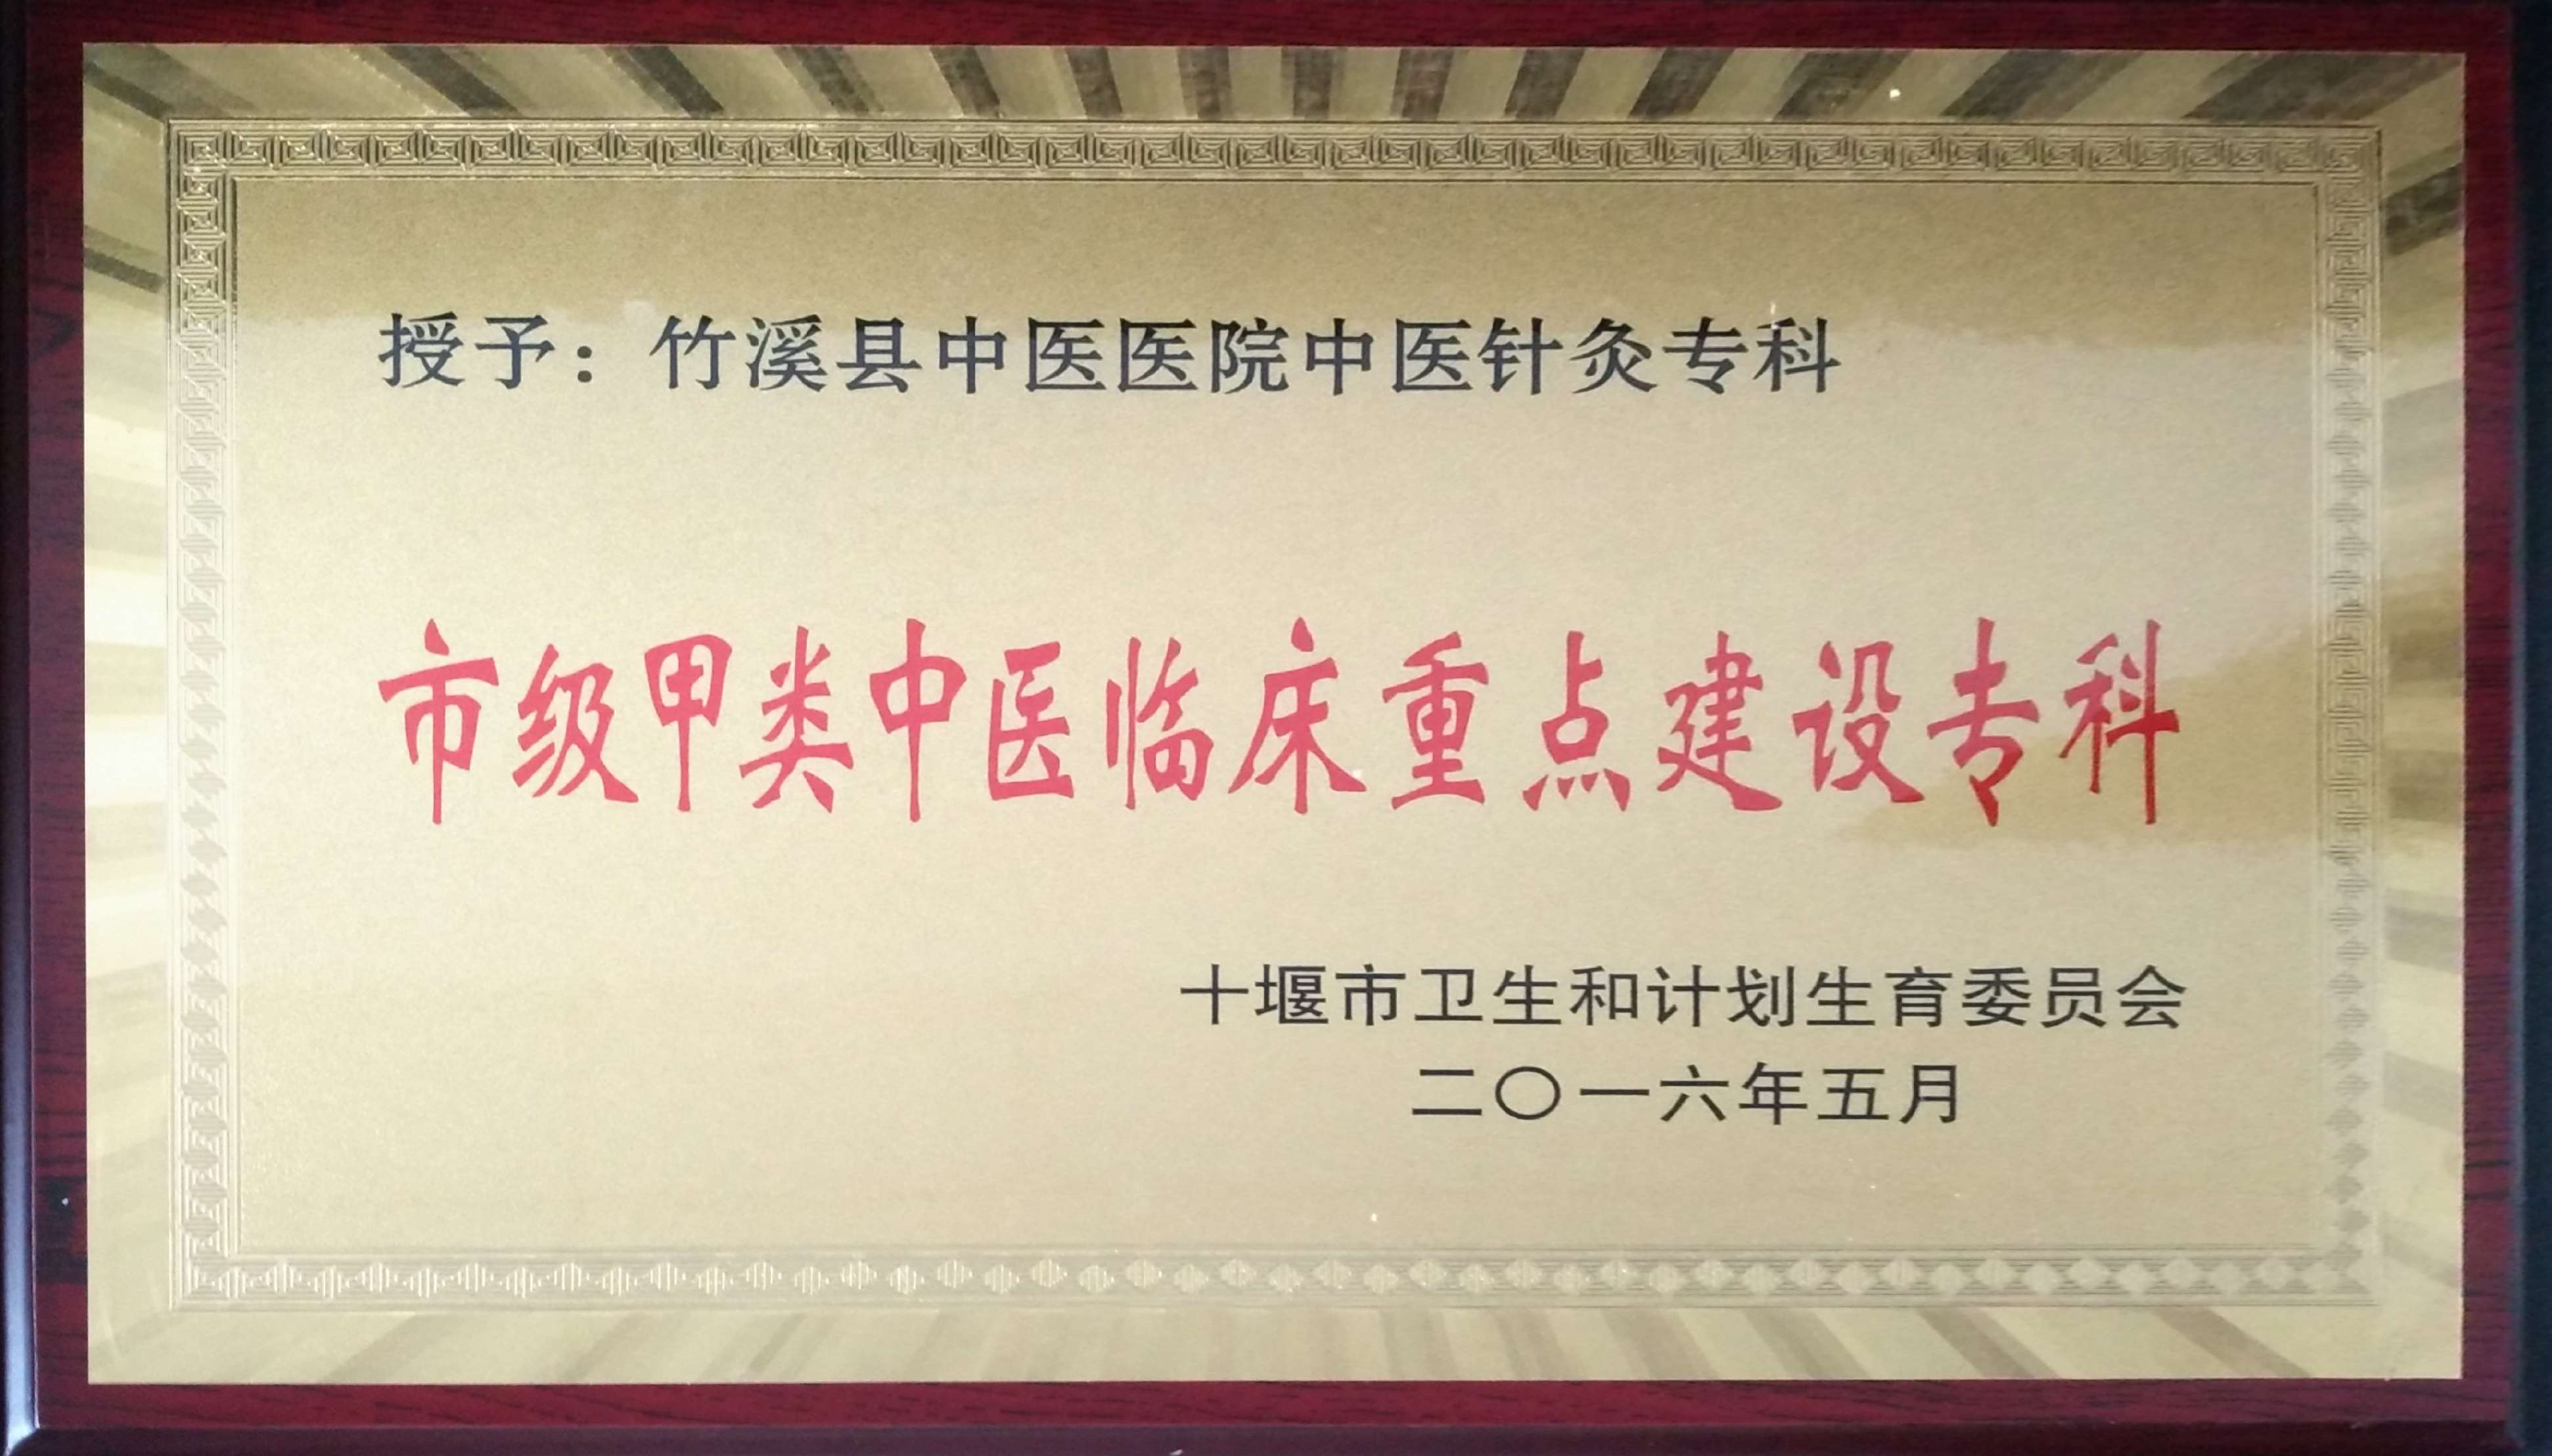 授予：竹溪县中医医院中医针灸专科
市级甲类中医临床重点建设专科
十堰市卫生和计划生育委员会
二〇一六年五月